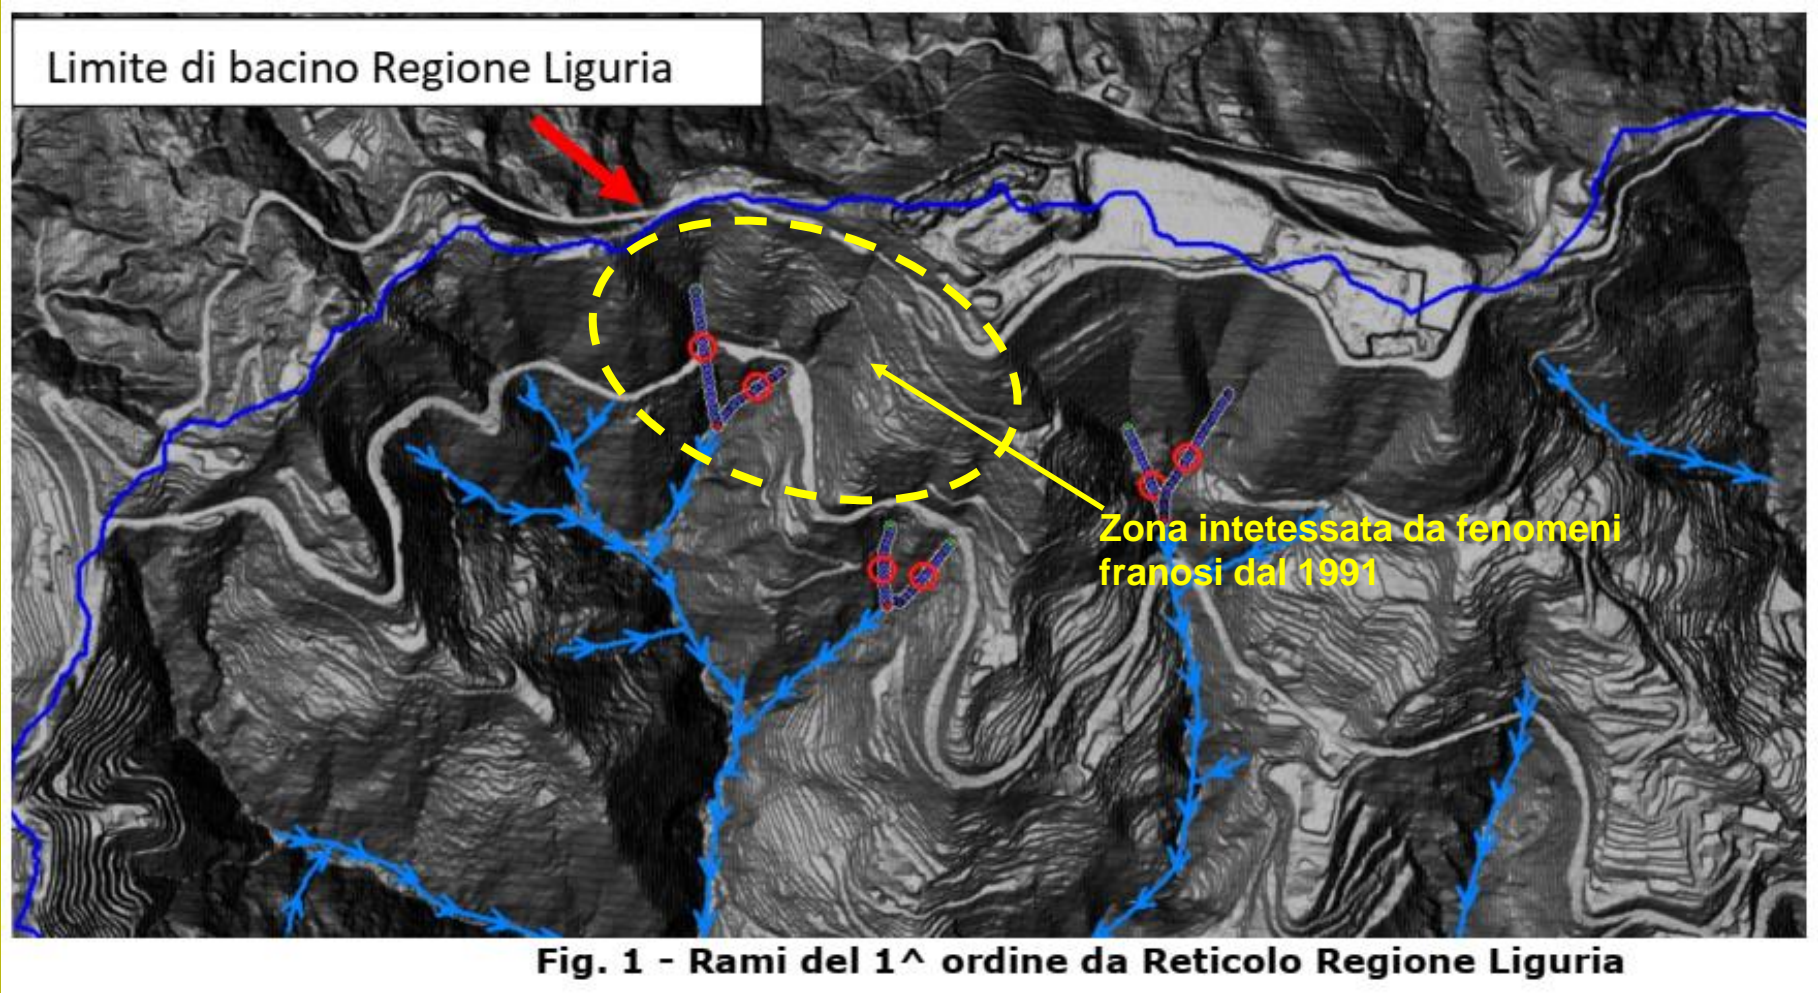 Limite di bacino Regione Liguria
Zona intetessata da fenomeni
franosi dal 1991
Fig. 1 - Rami del 1^ ordine da Reticolo Regione Liguria